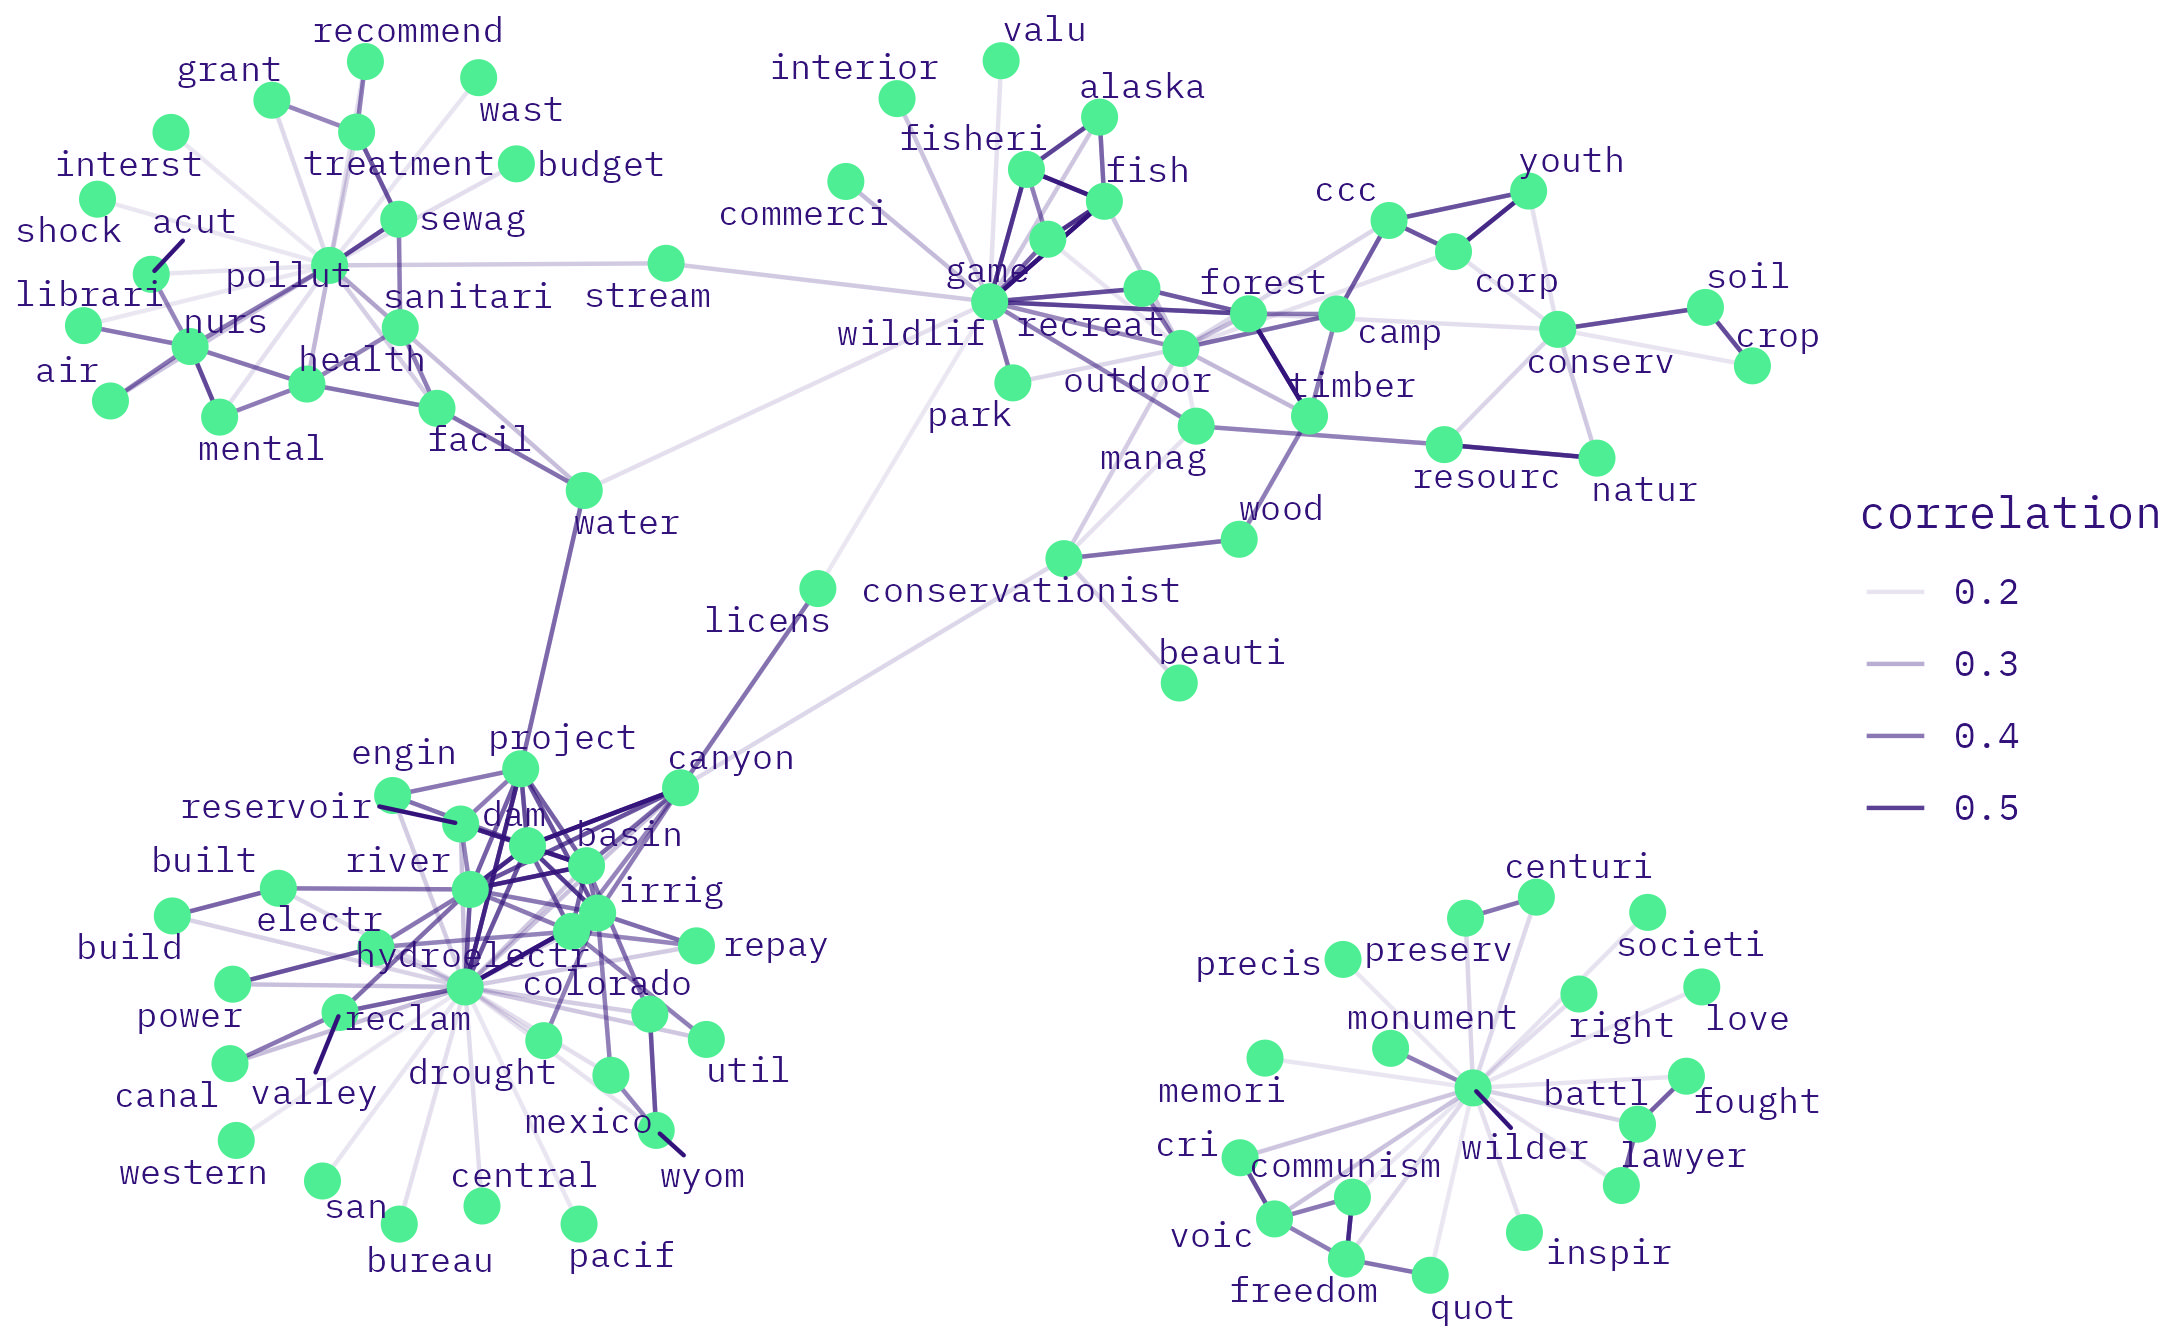 recommend
grant
wast
interst
treatment
budget
shock
acut
sewag
pollut
librari
sanitari
stream
nurs
air
health
mental
facil
water
valu
interior
alaska
fisheri
fish
commerci
game
wildlif
recreat
forest
outdoor
park
manag
timber
camp
ccc
youth
corp
soil
crop
conserv
resourc
natur
wood
conservationist
licens
beauti
correlation
0.2
0.3
0.4
0.5
project
engin
canyon
reservoir
dam
basin
built
river
irrig
electr
build
hydroelectr
repay
colorado
power
reclam
canal
valley
drought
util
mexico
western
central
wyom
san
bureau
pacif
centuri
preserv
societi
precis
monument
right
love
memori
battl
fought
cri
communism
wilder
lawyer
voic
inspir
freedom
quot